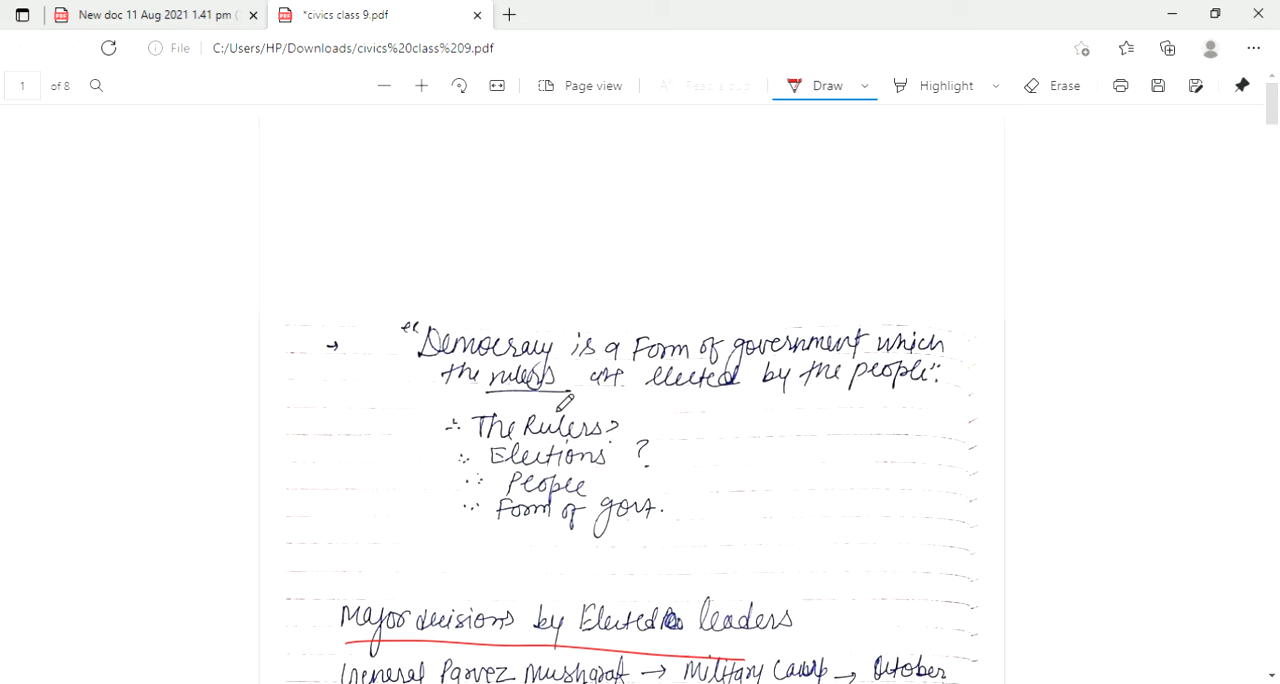 New doc 11 Aug 2021 1.41 pm (
*civics class 9.pdf
File C:/Users/HP/Downloads/civics%20class%209.pdf
1 of 8 Page view Draw Highlight Erase
→ "Democracy is a Form of government which
the rulers are elected by the people".
∴ The Rulers?
Elections ?
People
Form of govt.
Major decisions by Elected leaders
General Parvez Musharaf → Military Camp → October